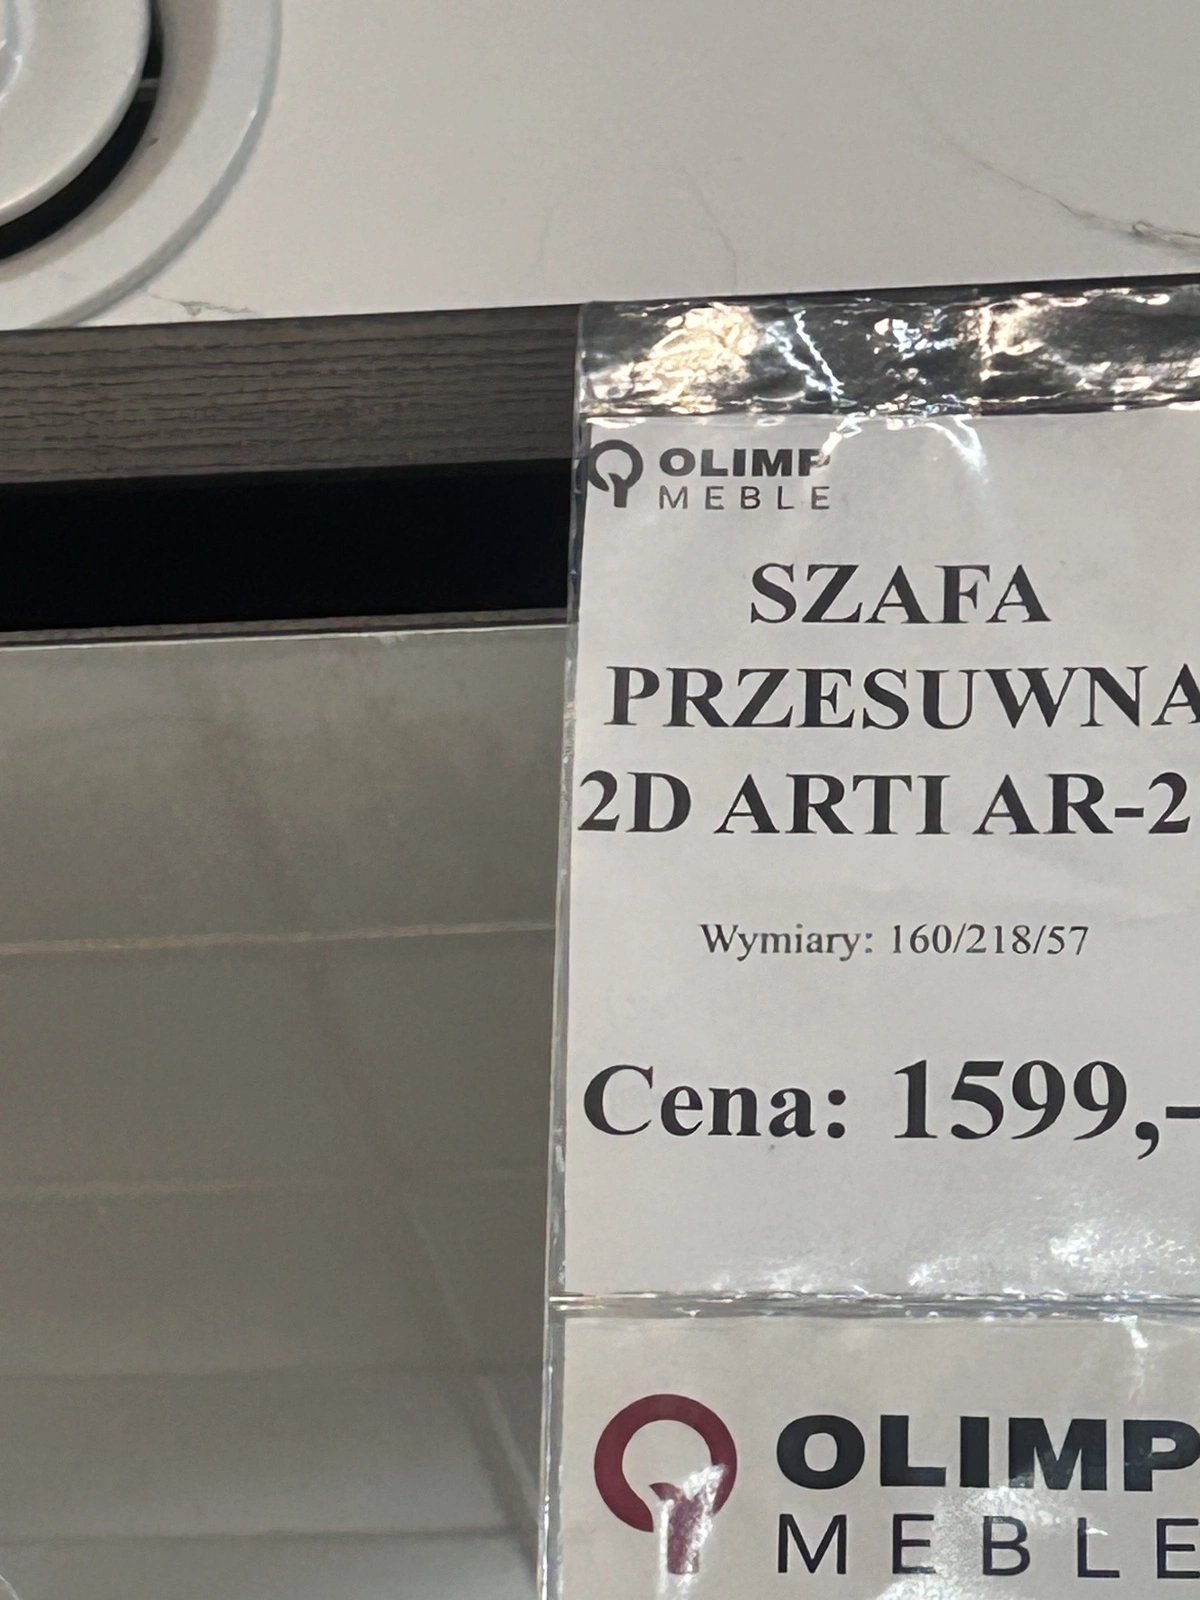 OLIMP
MEBLE
SZAFA
PRZESUWNA
2D ARTI AR-2
Wymiary: 160/218/57
Cena: 1599,-
OLIMP
MEBLE